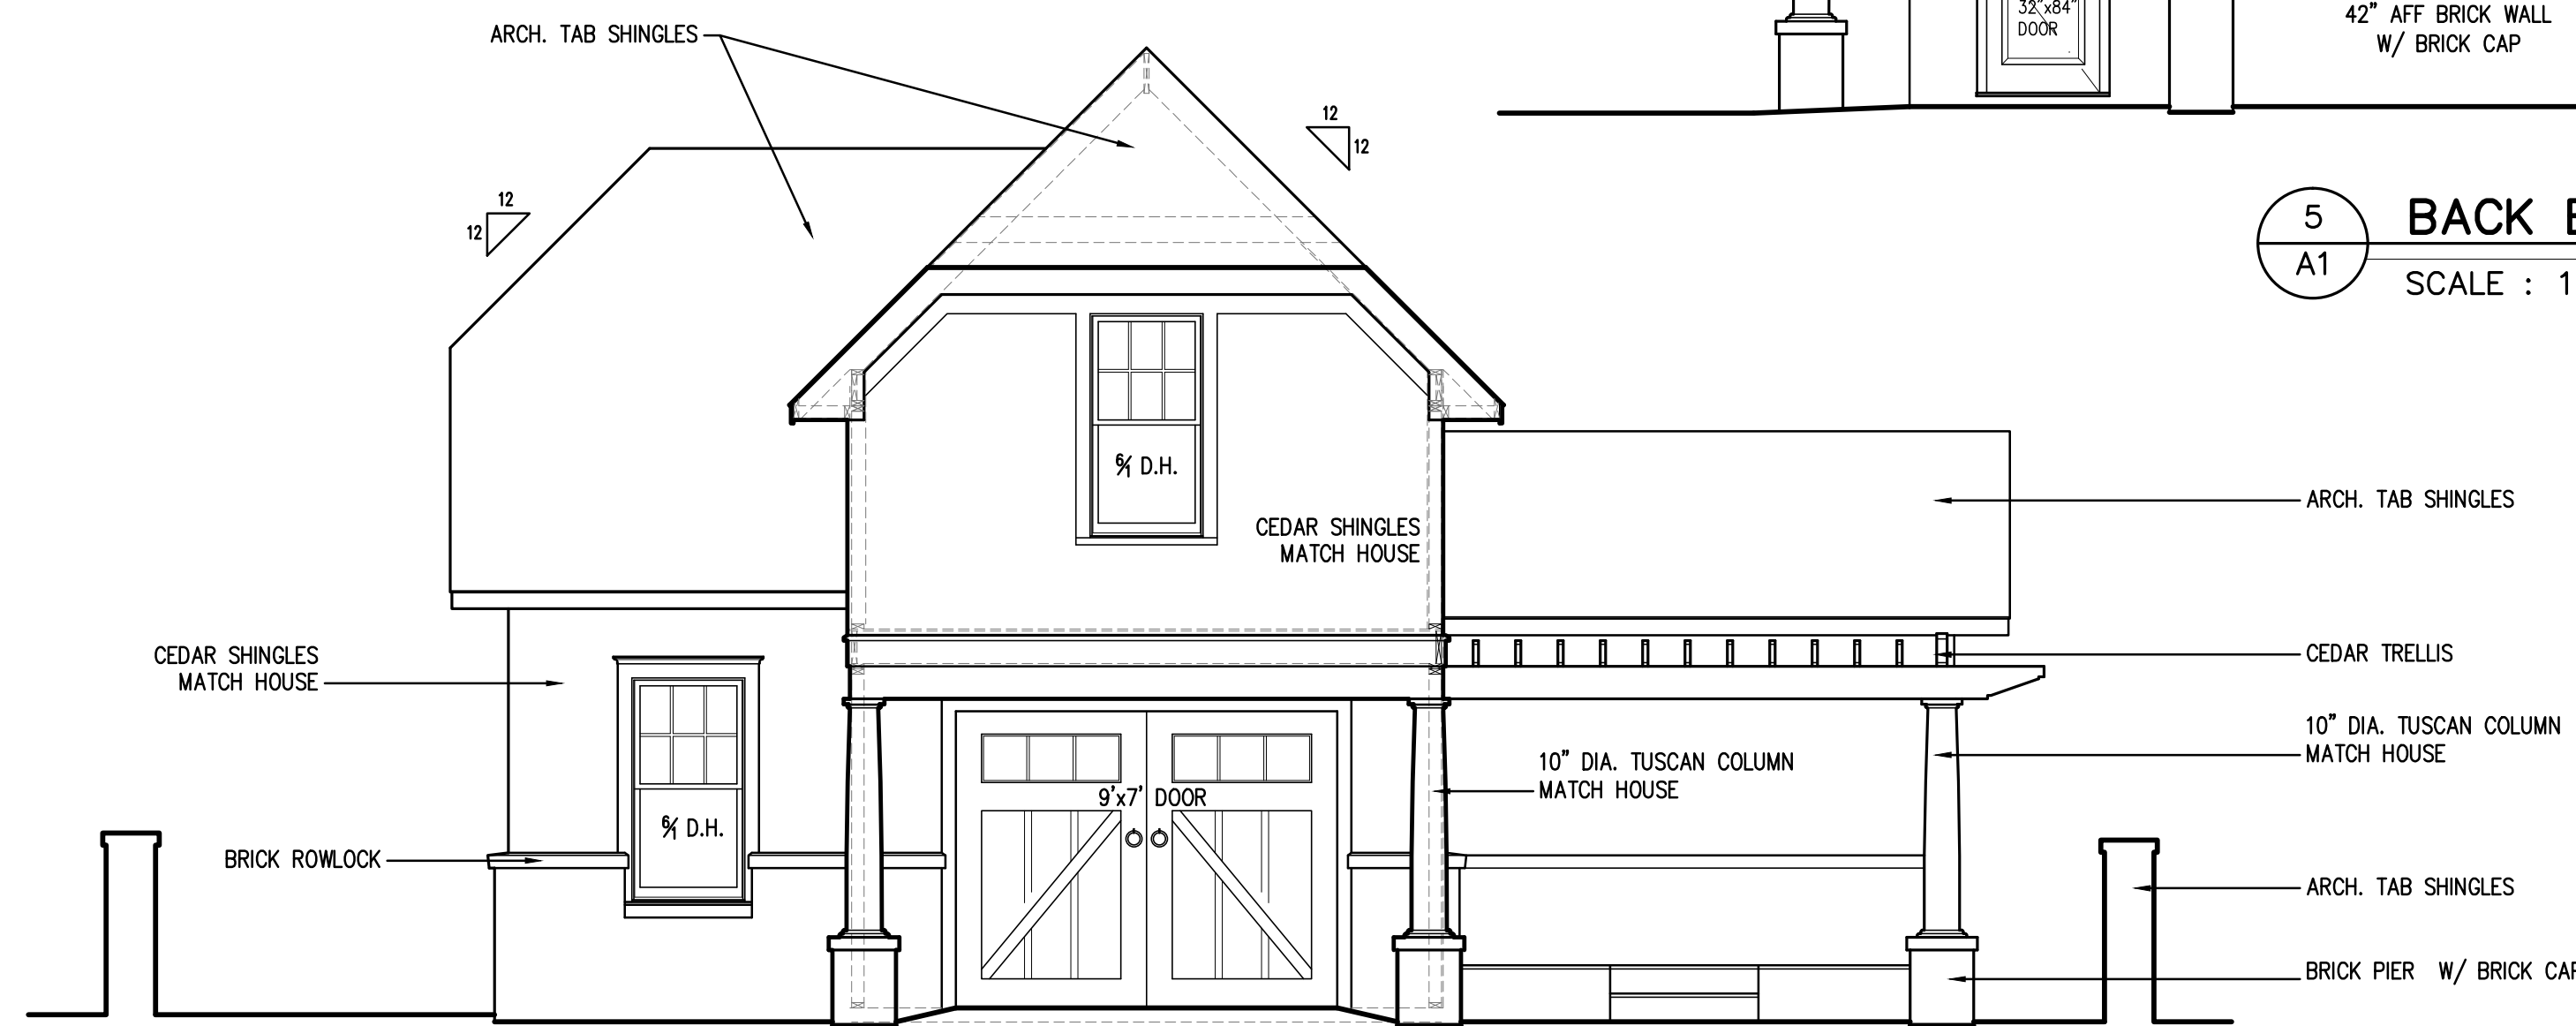 ARCH. TAB SHINGLES
32"x84"
DOOR
42" AFF BRICK WALL
W/ BRICK CAP
12
12
12
12
5
A1
BACK
SCALE : 1
6/1 D.H.
CEDAR SHINGLES
MATCH HOUSE
ARCH. TAB SHINGLES
CEDAR SHINGLES
MATCH HOUSE
CEDAR TRELLIS
10" DIA. TUSCAN COLUMN
MATCH HOUSE
10" DIA. TUSCAN COLUMN
MATCH HOUSE
9'x7' DOOR
6/1 D.H.
BRICK ROWLOCK
ARCH. TAB SHINGLES
BRICK PIER W/ BRICK CAP